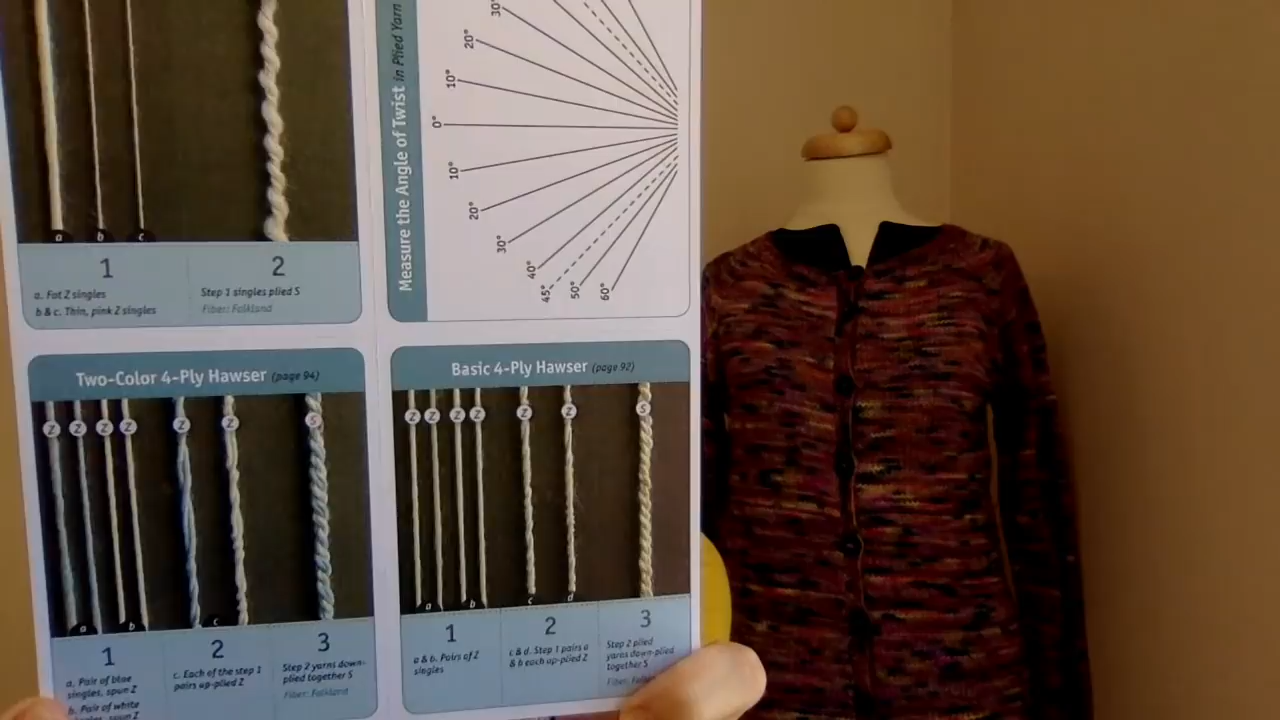 a b c
1
a. Fat Z singles
b & c. Thin, pink Z singles
2
Step 1 singles plied S
Fiber: Falkland
Measure the Angle of Twist in Plied Yarn
30°
20°
10°
0°
10°
20°
30°
40°
45°
50°
60°
Two-Color 4-Ply Hawser (page 94)
Z Z Z Z Z Z S
a b c
1
a. Pair of blue
singles, spun Z
b. Pair of white
singles, spun Z
2
c. Each of the step 1
pairs up-plied Z
3
Step 2 yarns down-
plied together S
Fiber: Falkland
Basic 4-Ply Hawser (page 92)
Z Z Z Z Z Z S
a b c d
1
a & b. Pairs of Z
singles
2
c & d. Step 1 pairs a
& b each up-plied Z
3
Step 2 plied
yarns down-plied
together S
Fiber: Falkland